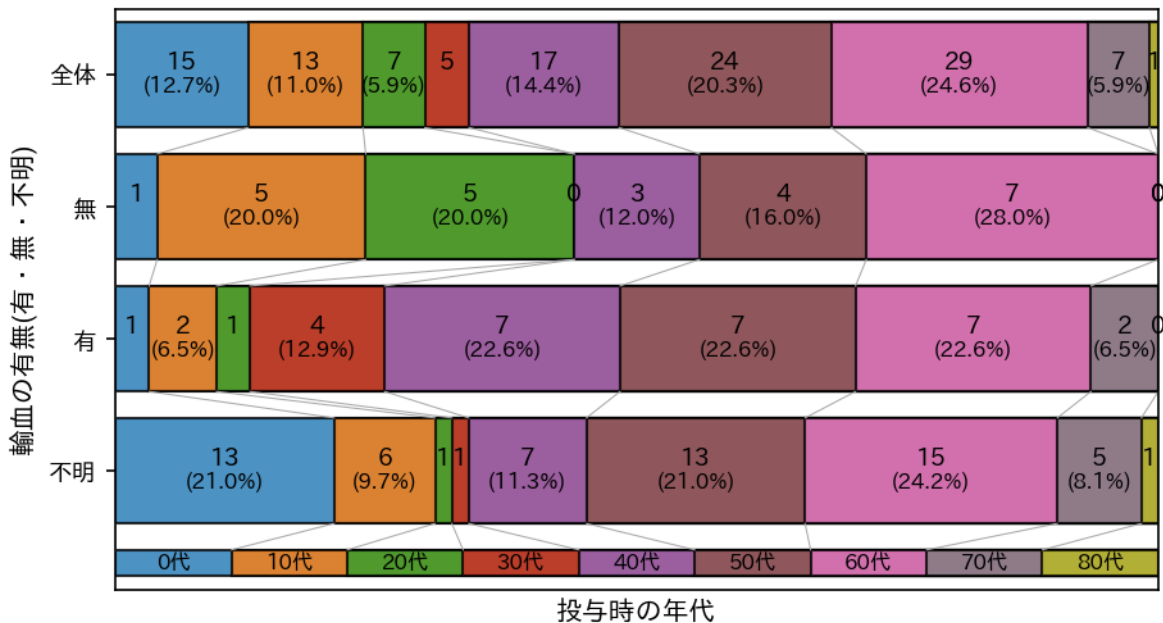 輸血の有無(有・無・不明)
全体
15 13 7 5 17 24 29 7 1
(12.7%) (11.0%) (5.9%) (14.4%) (20.3%) (24.6%) (5.9%)
無
1 5 5 0 3 4 7 0
(20.0%) (20.0%) (12.0%) (16.0%) (28.0%)
有
1 2 1 4 7 7 7 2 0
(6.5%) (12.9%) (22.6%) (22.6%) (22.6%) (6.5%)
不明
13 6 1 1 7 13 15 5 1
(21.0%) (9.7%) (11.3%) (21.0%) (24.2%) (8.1%)
0代 10代 20代 30代 40代 50代 60代 70代 80代
投与時の年代